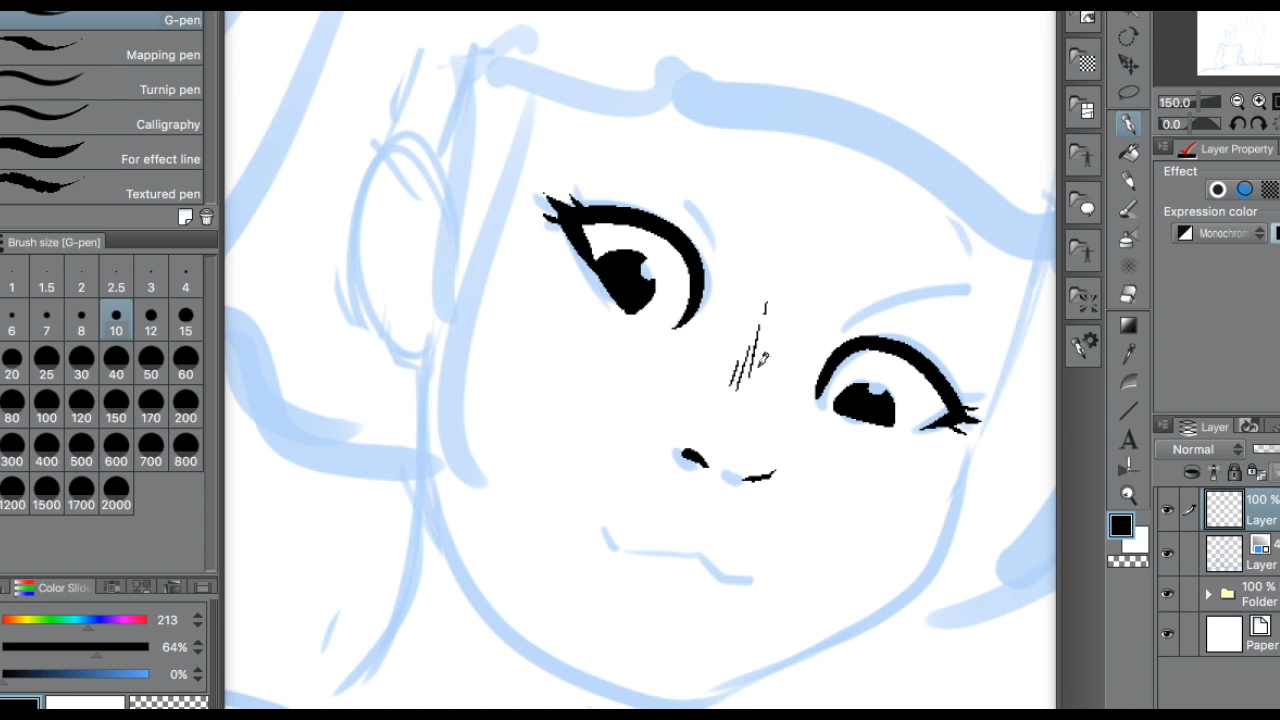 G-pen
Mapping pen
Turnip pen
Calligraphy
For effect line
Textured pen
Brush size [G-pen]
1 1.5 2 2.5 3 4
6 7 8 10 12 15
20 25 30 40 50 60
80 100 120 150 170 200
300 400 500 600 700 800
1200 1500 1700 2000
Color Slid
213
64%
0%
150.0
0.0
Layer Property
Effect
Expression color
Monochrom
Layer
Normal
100 %
Layer
4
Layer
100 %
Folder
Paper
A